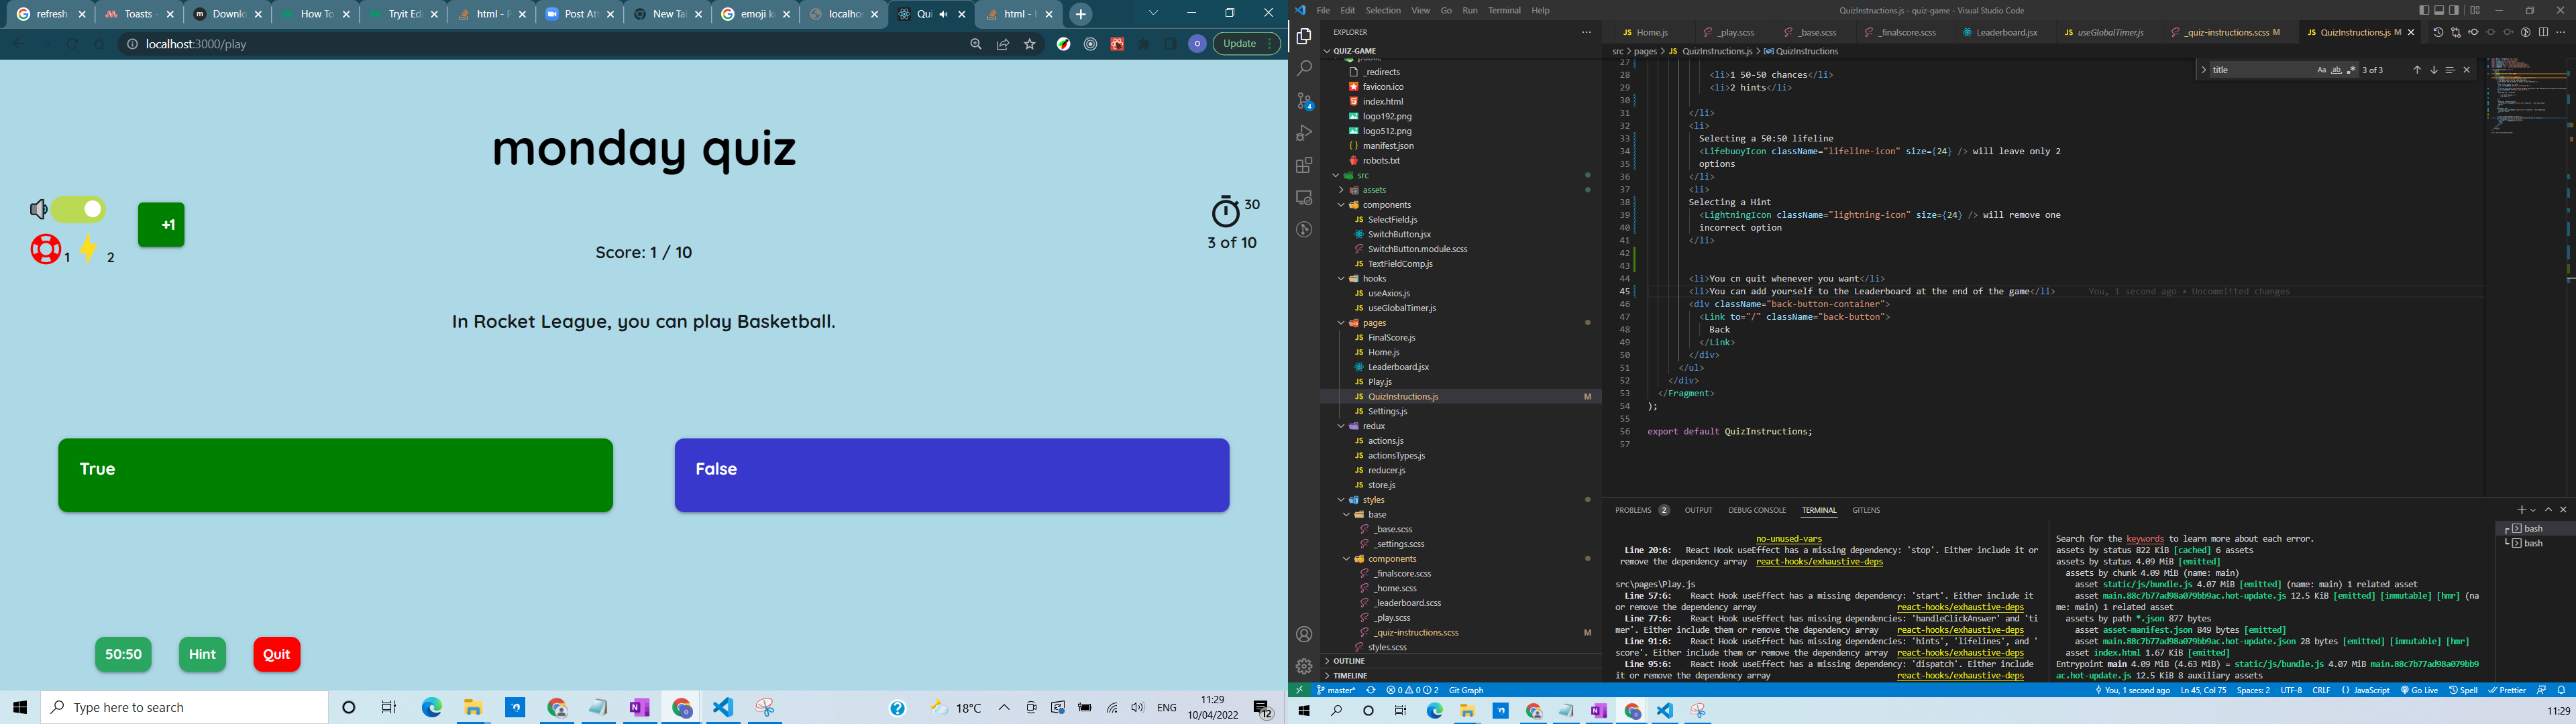 refresh
Toasts -
Downlo
How To
Tryit Edi
html - P
Post Att
New Tal
emoji k
localhos
Qui
html - I
localhost:3000/play
O
Update
monday quiz
+1
30
1
2
Score: 1 / 10
3 of 10
In Rocket League, you can play Basketball.
True
False
50:50
Hint
Quit
Type here to search
18°C
ENG
11:29
10/04/2022
12
File Edit Selection View Go Run Terminal Help
QuizInstructions.js - quiz-game - Visual Studio Code
EXPLORER
QUIZ-GAME
public
_redirects
favicon.ico
index.html
logo192.png
logo512.png
manifest.json
robots.txt
src
assets
components
SelectField.js
SwitchButton.jsx
SwitchButton.module.scss
TextFieldComp.js
hooks
useAxios.js
useGlobalTimer.js
pages
FinalScore.js
Home.js
Leaderboard.jsx
Play.js
QuizInstructions.js M
Settings.js
redux
actions.js
actionsTypes.js
reducer.js
store.js
styles
base
_base.scss
_settings.scss
components
_finalscore.scss
_home.scss
_leaderboard.scss
_play.scss
_quiz-instructions.scss M
styles.scss
OUTLINE
TIMELINE
4
Home.js _play.scss _base.scss _finalscore.scss Leaderboard.jsx useGlobalTimer.js _quiz-instructions.scss M QuizInstructions.js M
src > pages > JS QuizInstructions.js > QuizInstructions
title Aa ab 3 of 3
27
28 <li>1 50-50 chances</li>
29 <li>2 hints</li>
30
31 </li>
32 <li>
33 Selecting a 50:50 lifeline
34 <LifebuoyIcon className="lifeline-icon" size={24} /> will leave only 2
35 options
36 </li>
37 <li>
38 Selecting a Hint
39 <LightningIcon className="lightning-icon" size={24} /> will remove one
40 incorrect option
41 </li>
42
43
44 <li>You cn quit whenever you want</li>
45 <li>You can add yourself to the Leaderboard at the end of the game</li> You, 1 second ago • Uncommitted changes
46 <div className="back-button-container">
47 <Link to="/" className="back-button">
48 Back
49 </Link>
50 </div>
51 </ul>
52 </div>
53 </Fragment>
54 );
55
56 export default QuizInstructions;
57
PROBLEMS 2 OUTPUT DEBUG CONSOLE TERMINAL GITLENS
no-unused-vars
Line 20:6: React Hook useEffect has a missing dependency: 'stop'. Either include it or
remove the dependency array react-hooks/exhaustive-deps
src\pages\Play.js
Line 57:6: React Hook useEffect has a missing dependency: 'start'. Either include it
or remove the dependency array react-hooks/exhaustive-deps
Line 77:6: React Hook useEffect has missing dependencies: 'handleClickAnswer' and 'ti
mer'. Either include them or remove the dependency array react-hooks/exhaustive-deps
Line 91:6: React Hook useEffect has missing dependencies: 'hints', 'lifelines', and '
score'. Either include them or remove the dependency array react-hooks/exhaustive-deps
Line 95:6: React Hook useEffect has a missing dependency: 'dispatch'. Either include
it or remove the dependency array react-hooks/exhaustive-deps
Search for the keywords to learn more about each error.
assets by status 822 KiB [cached] 6 assets
assets by status 4.09 MiB [emitted]
assets by chunk 4.09 MiB (name: main)
asset static/js/bundle.js 4.07 MiB [emitted] (name: main) 1 related asset
asset main.88c7b77ad98a079bb9ac.hot-update.js 12.5 KiB [emitted] [immutable] [hmr] (na
me: main) 1 related asset
assets by path *.json 877 bytes
asset asset-manifest.json 849 bytes [emitted]
asset main.88c7b77ad98a079bb9ac.hot-update.json 28 bytes [emitted] [immutable] [hmr]
asset index.html 1.67 KiB [emitted]
Entrypoint main 4.09 MiB (4.63 MiB) = static/js/bundle.js 4.07 MiB main.88c7b77ad98a079bb9
ac.hot-update.js 12.5 KiB 8 auxiliary assets
bash
bash
master* 0 0 2 Git Graph
You, 1 second ago Ln 45, Col 75 Spaces: 2 UTF-8 CRLF {} JavaScript Go Live Spell Prettier
11:29